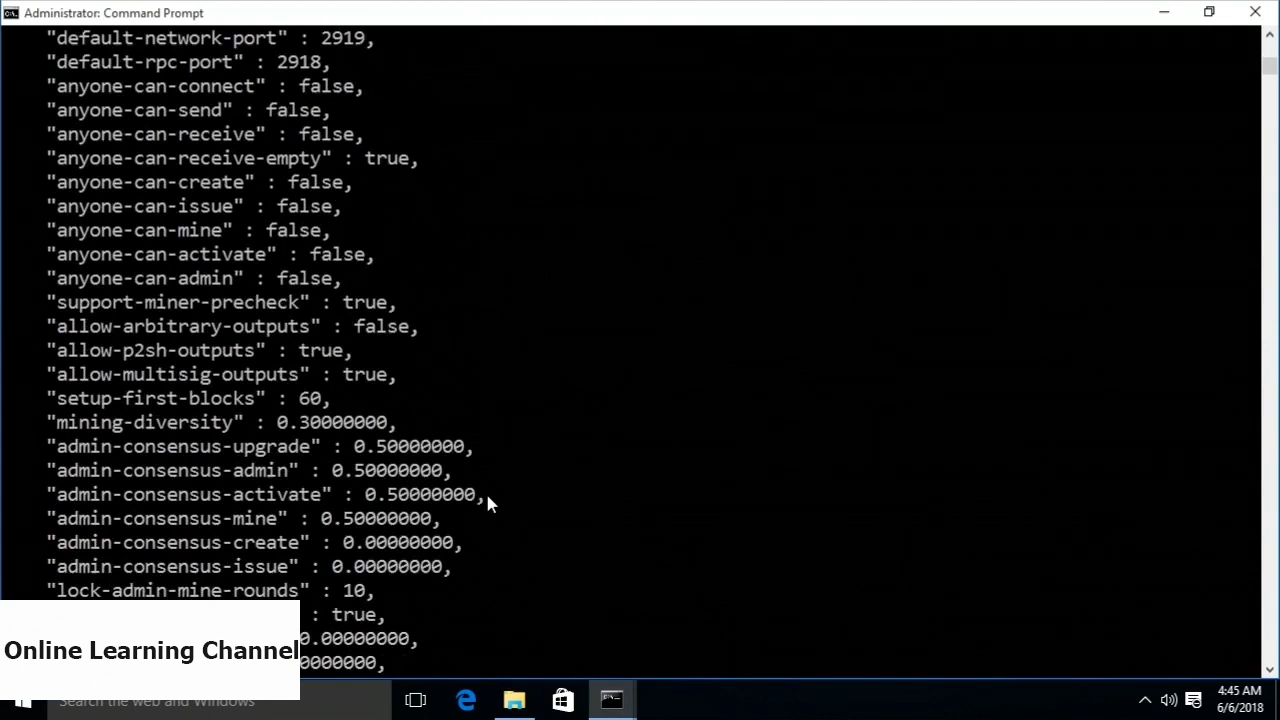 Administrator: Command Prompt
"default-network-port" : 2919,
"default-rpc-port" : 2918,
"anyone-can-connect" : false,
"anyone-can-send" : false,
"anyone-can-receive" : false,
"anyone-can-receive-empty" : true,
"anyone-can-create" : false,
"anyone-can-issue" : false,
"anyone-can-mine" : false,
"anyone-can-activate" : false,
"anyone-can-admin" : false,
"support-miner-precheck" : true,
"allow-arbitrary-outputs" : false,
"allow-p2sh-outputs" : true,
"allow-multisig-outputs" : true,
"setup-first-blocks" : 60,
"mining-diversity" : 0.30000000,
"admin-consensus-upgrade" : 0.50000000,
"admin-consensus-admin" : 0.50000000,
"admin-consensus-activate" : 0.50000000,
"admin-consensus-mine" : 0.50000000,
"admin-consensus-create" : 0.00000000,
"admin-consensus-issue" : 0.00000000,
"lock-admin-mine-rounds" : 10,
: true,
0.00000000,
0000000,
Online Learning Channel
Search the web and Windows
4:45 AM
6/6/2018